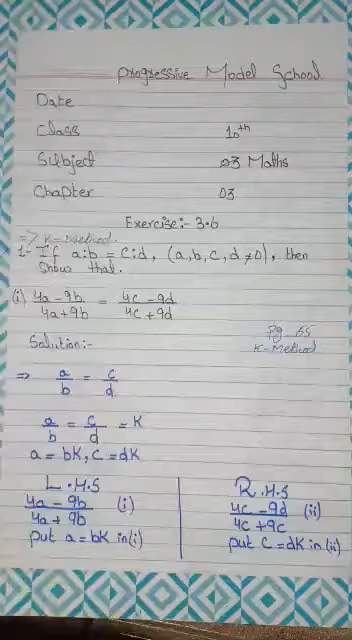 Progressive Model School
Date
Class 10th
Subject 03 Maths
Chapter 03
Exercise:- 3.6
=> K-Method.
1- If a:b = c:d, (a,b,c,d ≠0), then
Show that.
(i) 4a-9b/4a+9b = 4c-9d/4c+9d
Pg 65
K-Method
Solution:-
=> a/b = c/d
a/b = c/d = K
a = bK, c = dK
L.H.S
4a-9b/4a+9b (i)
put a=bK in(i)
R.H.S
4c-9d/4c+9c (ii)
put c=dK in(ii)